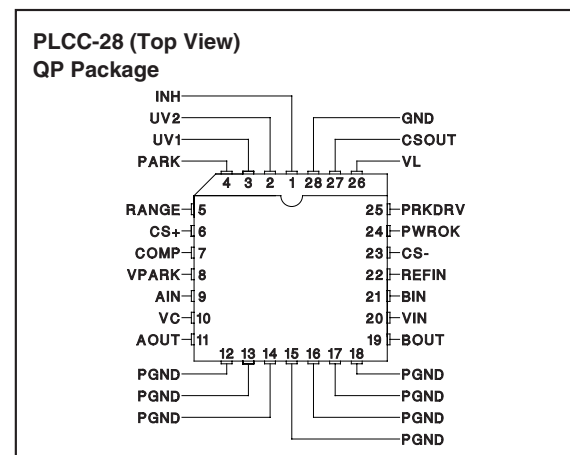 PLCC-28 (Top View)
QP Package
INH
UV2
UV1
PARK
GND
CSOUT
VL
4 3 2 1 28 27 26
RANGE 5
CS+ 6
COMP 7
VPARK 8
AIN 9
VC 10
AOUT 11
25 PRKDRV
24 PWROK
23 CS-
22 REFIN
21 BIN
20 VIN
19 BOUT
12 13 14 15 16 17 18
PGND
PGND
PGND
PGND
PGND
PGND
PGND